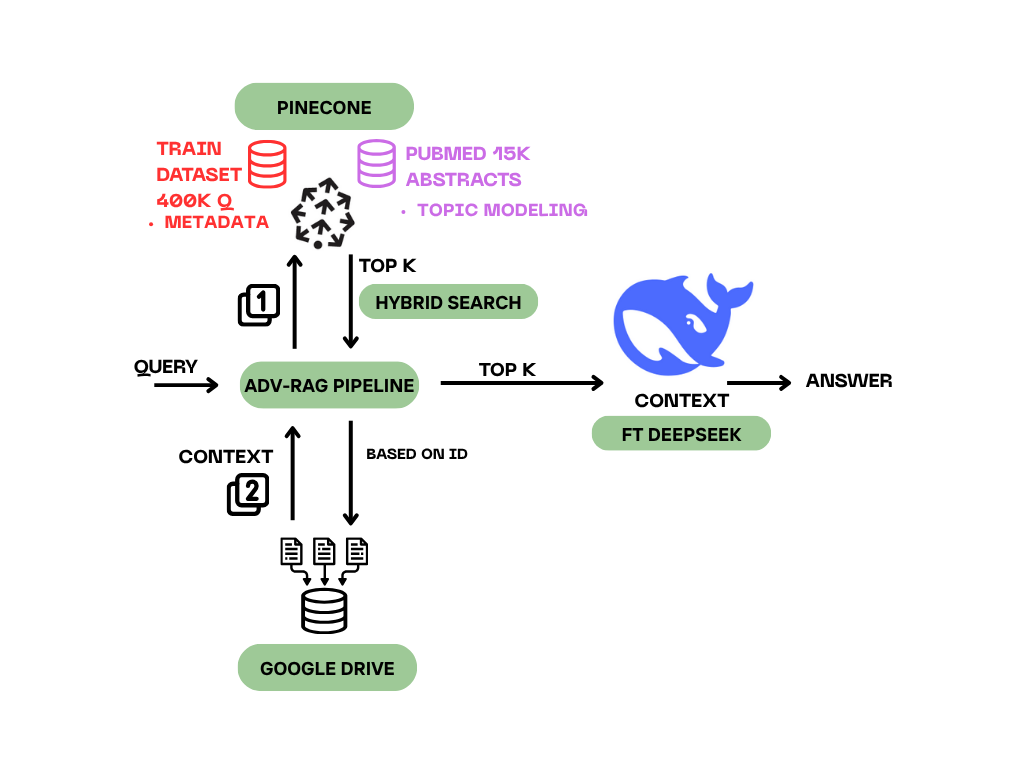 PINECONE
TRAIN
DATASET
400K Q
• METADATA
PUBMED 15K
ABSTRACTS
• TOPIC MODELING
TOP K
1
HYBRID SEARCH
QUERY
ADV-RAG PIPELINE
TOP K
CONTEXT
ANSWER
FT DEEPSEEK
CONTEXT
BASED ON ID
2
GOOGLE DRIVE